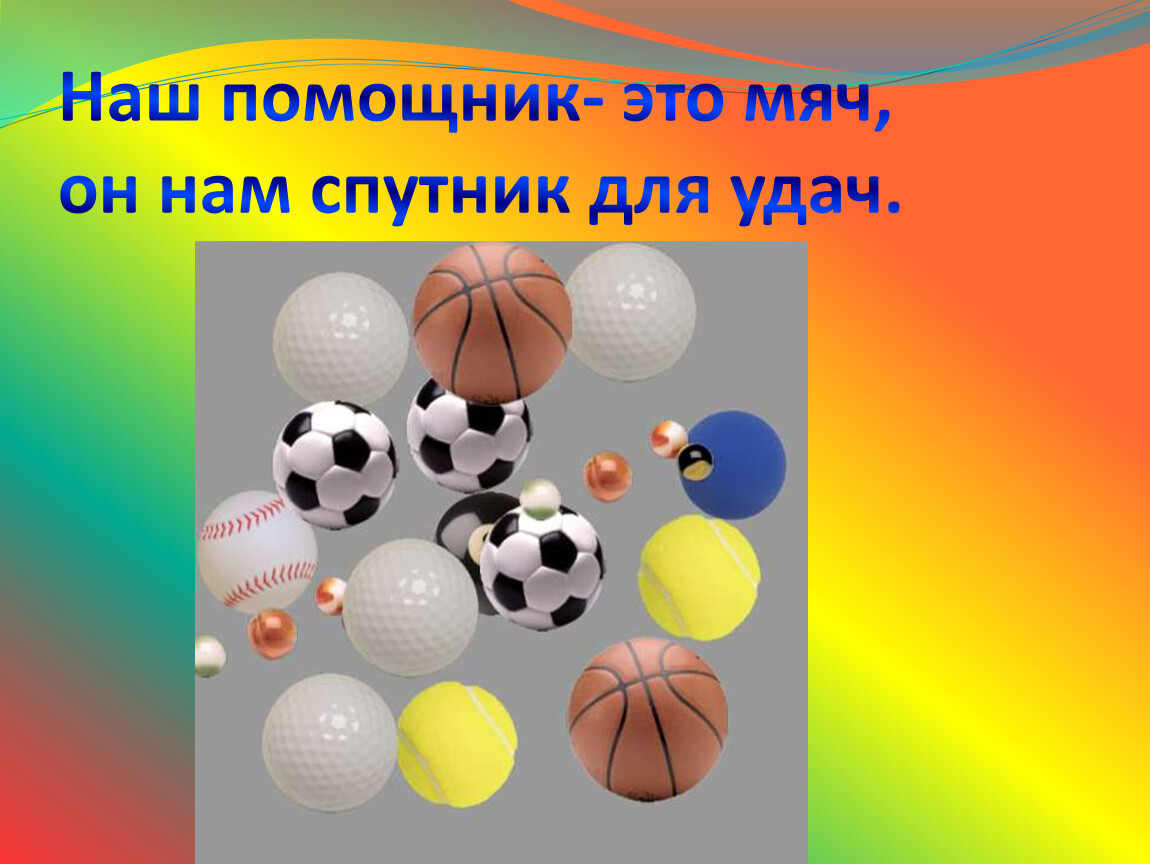 Наш помощник- это мяч,
он нам спутник для удач.